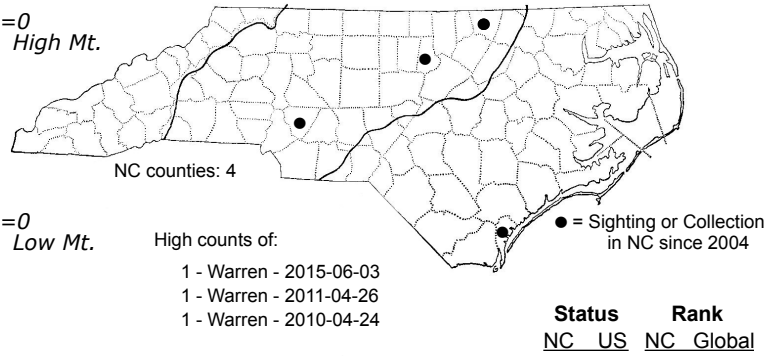 =0
High Mt.
NC counties: 4
=0
Low Mt.
High counts of:
1 - Warren - 2015-06-03
1 - Warren - 2011-04-26
1 - Warren - 2010-04-24
● = Sighting or Collection
in NC since 2004
Status Rank
NC US NC Global